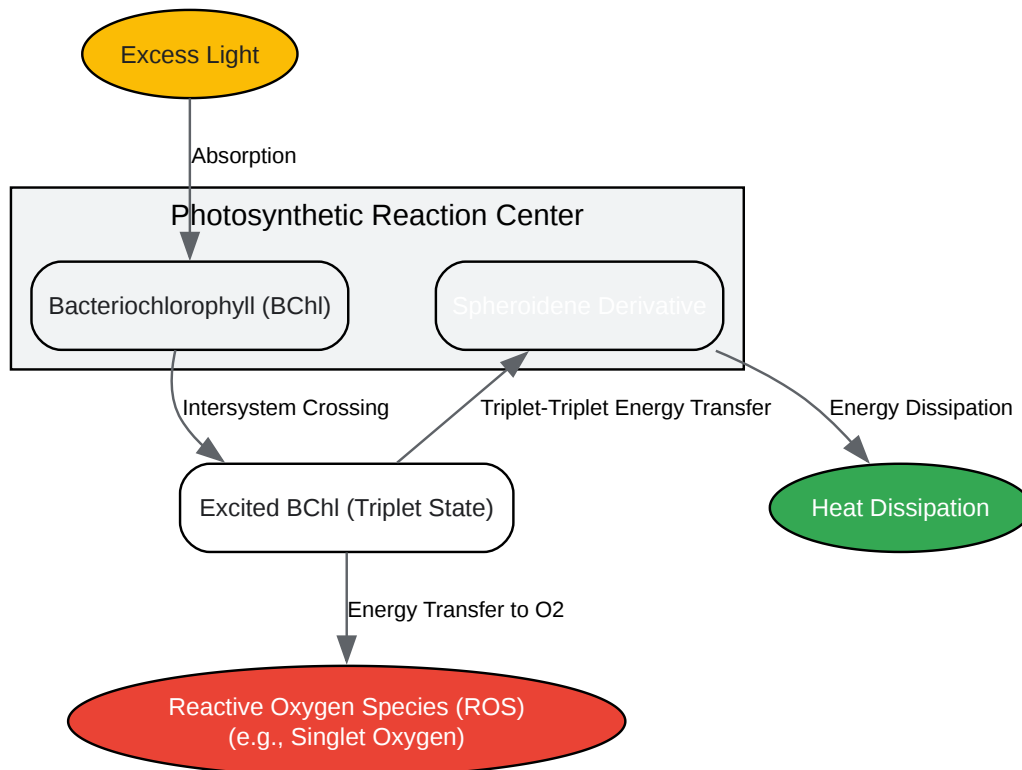 Excess Light
Absorption
Photosynthetic Reaction Center
Bacteriochlorophyll (BChl)
Spheroidene Derivative
Intersystem Crossing
Triplet-Triplet Energy Transfer
Energy Dissipation
Excited BChl (Triplet State)
Heat Dissipation
Energy Transfer to O2
Reactive Oxygen Species (ROS)
(e.g., Singlet Oxygen)